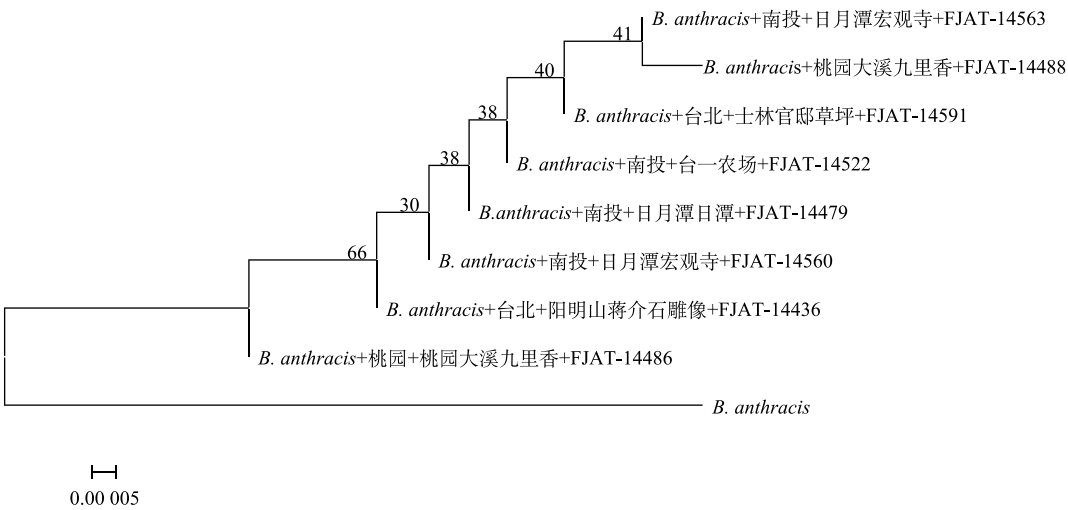 B. anthracis+南投+日月潭宏观寺+FJAT-14563
41
B. anthracis+桃园大溪九里香+FJAT-14488
40
B. anthracis+台北+士林官邸草坪+FJAT-14591
38
B. anthracis+南投+台一农场+FJAT-14522
38
B.anthracis+南投+日月潭日潭+FJAT-14479
30
B. anthracis+南投+日月潭宏观寺+FJAT-14560
66
B. anthracis+台北+阳明山蒋介石雕像+FJAT-14436
B. anthracis+桃园+桃园大溪九里香+FJAT-14486
B. anthracis
0.00 005